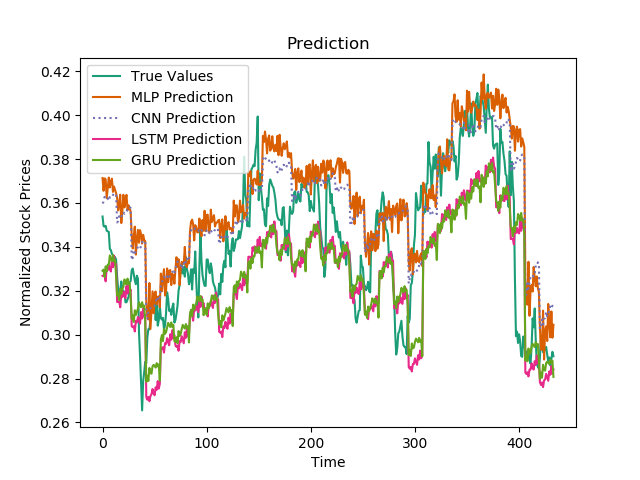 Prediction
0.42
0.40
0.38
0.36
0.34
0.32
0.30
0.28
0.26
Normalized Stock Prices
True Values
MLP Prediction
CNN Prediction
LSTM Prediction
GRU Prediction
0
100
200
300
400
Time